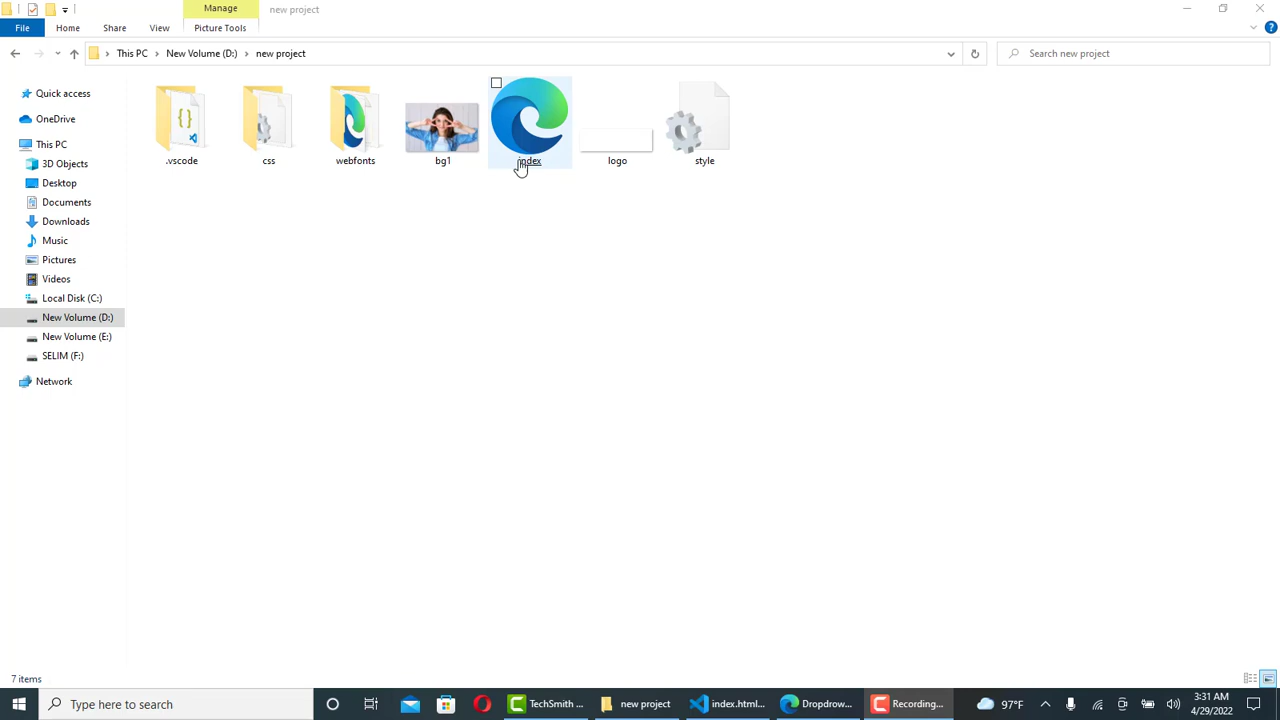 Manage
new project
File
Home
Share
View
Picture Tools
This PC
New Volume (D:)
new project
Search new project
Quick access
OneDrive
This PC
3D Objects
Desktop
Documents
Downloads
Music
Pictures
Videos
Local Disk (C:)
New Volume (D:)
New Volume (E:)
SELIM (F:)
Network
.vscode
css
webfonts
bg1
index
logo
style
7 items
Type here to search
TechSmith ...
new project
index.html...
Dropdrow...
Recording...
97°F
3:31 AM
4/29/2022